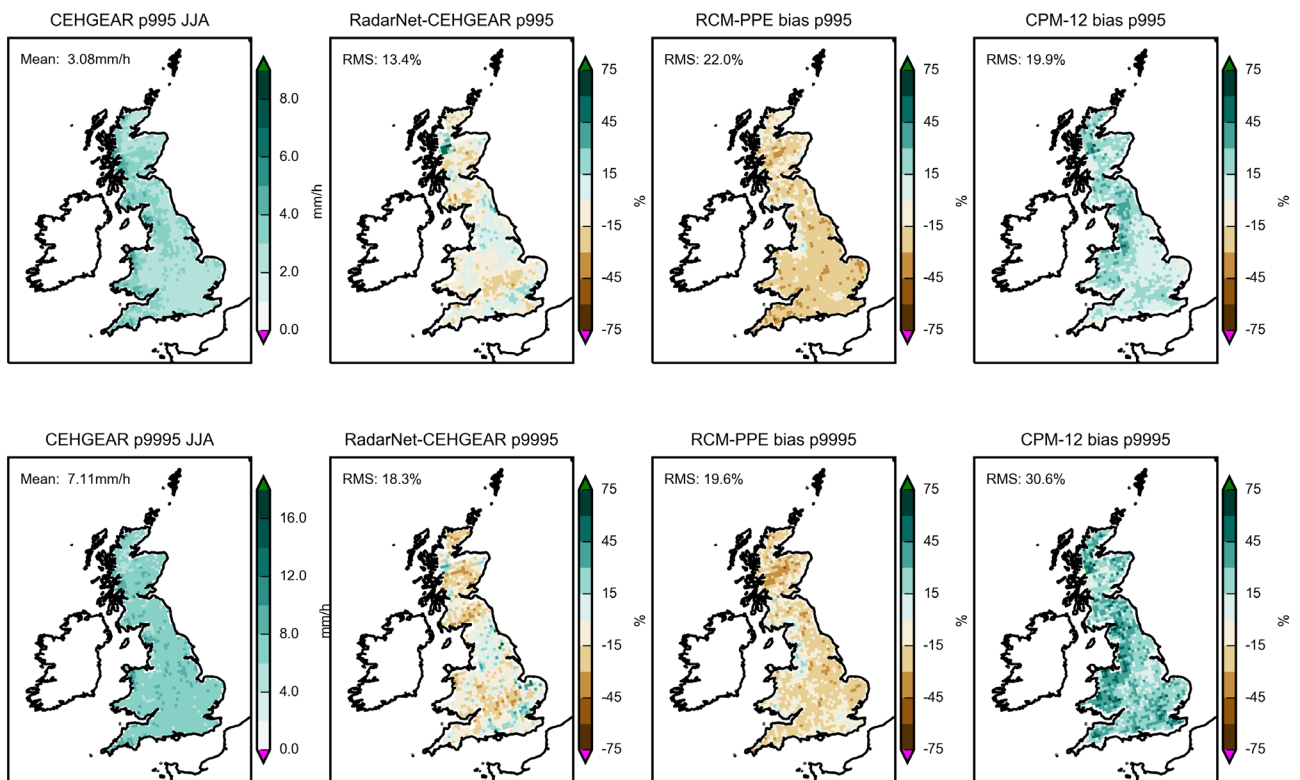 CEHGEAR p995 JJA
Mean: 3.08mm/h
8.0
6.0
4.0
2.0
0.0
mm/h
RadarNet-CEHGEAR p995
RMS: 13.4%
75
45
15
-15
-45
-75
%
RCM-PPE bias p995
RMS: 22.0%
75
45
15
-15
-45
-75
%
CPM-12 bias p995
RMS: 19.9%
75
45
15
-15
-45
-75
%
CEHGEAR p9995 JJA
Mean: 7.11mm/h
16.0
12.0
8.0
4.0
0.0
mm/h
RadarNet-CEHGEAR p9995
RMS: 18.3%
75
45
15
-15
-45
-75
%
RCM-PPE bias p9995
RMS: 19.6%
75
45
15
-15
-45
-75
%
CPM-12 bias p9995
RMS: 30.6%
75
45
15
-15
-45
-75
%